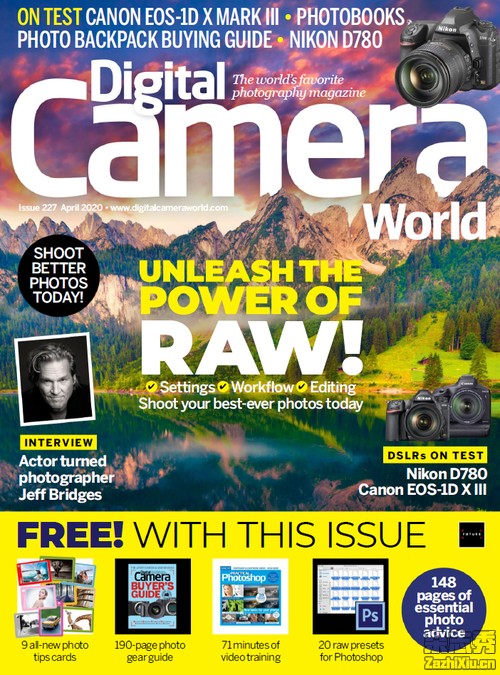 ON TEST CANON EOS-1D X MARK III • PHOTOBOOKS
PHOTO BACKPACK BUYING GUIDE • NIKON D780
Digital
The world's favorite
photography magazine
Camera
World
Issue 227 April 2020 • www.digitalcameraworld.com
SHOOT
BETTER
PHOTOS
TODAY!
UNLEASH THE
POWER OF
RAW!
Settings Workflow Editing
Shoot your best-ever photos today
INTERVIEW
Actor turned
photographer
Jeff Bridges
Nikon
DSLRs ON TEST
Nikon D780
Canon EOS-1D X III
FREE! WITH THIS ISSUE
FUTURE
Camera
BUYER'S
GUIDE
Photoshop
Ps
9 all-new photo
tips cards
190-page photo
gear guide
71 minutes of
video training
20 raw presets
for Photoshop
148
pages of
essential
photo
advice
ZazhiXiu.cn